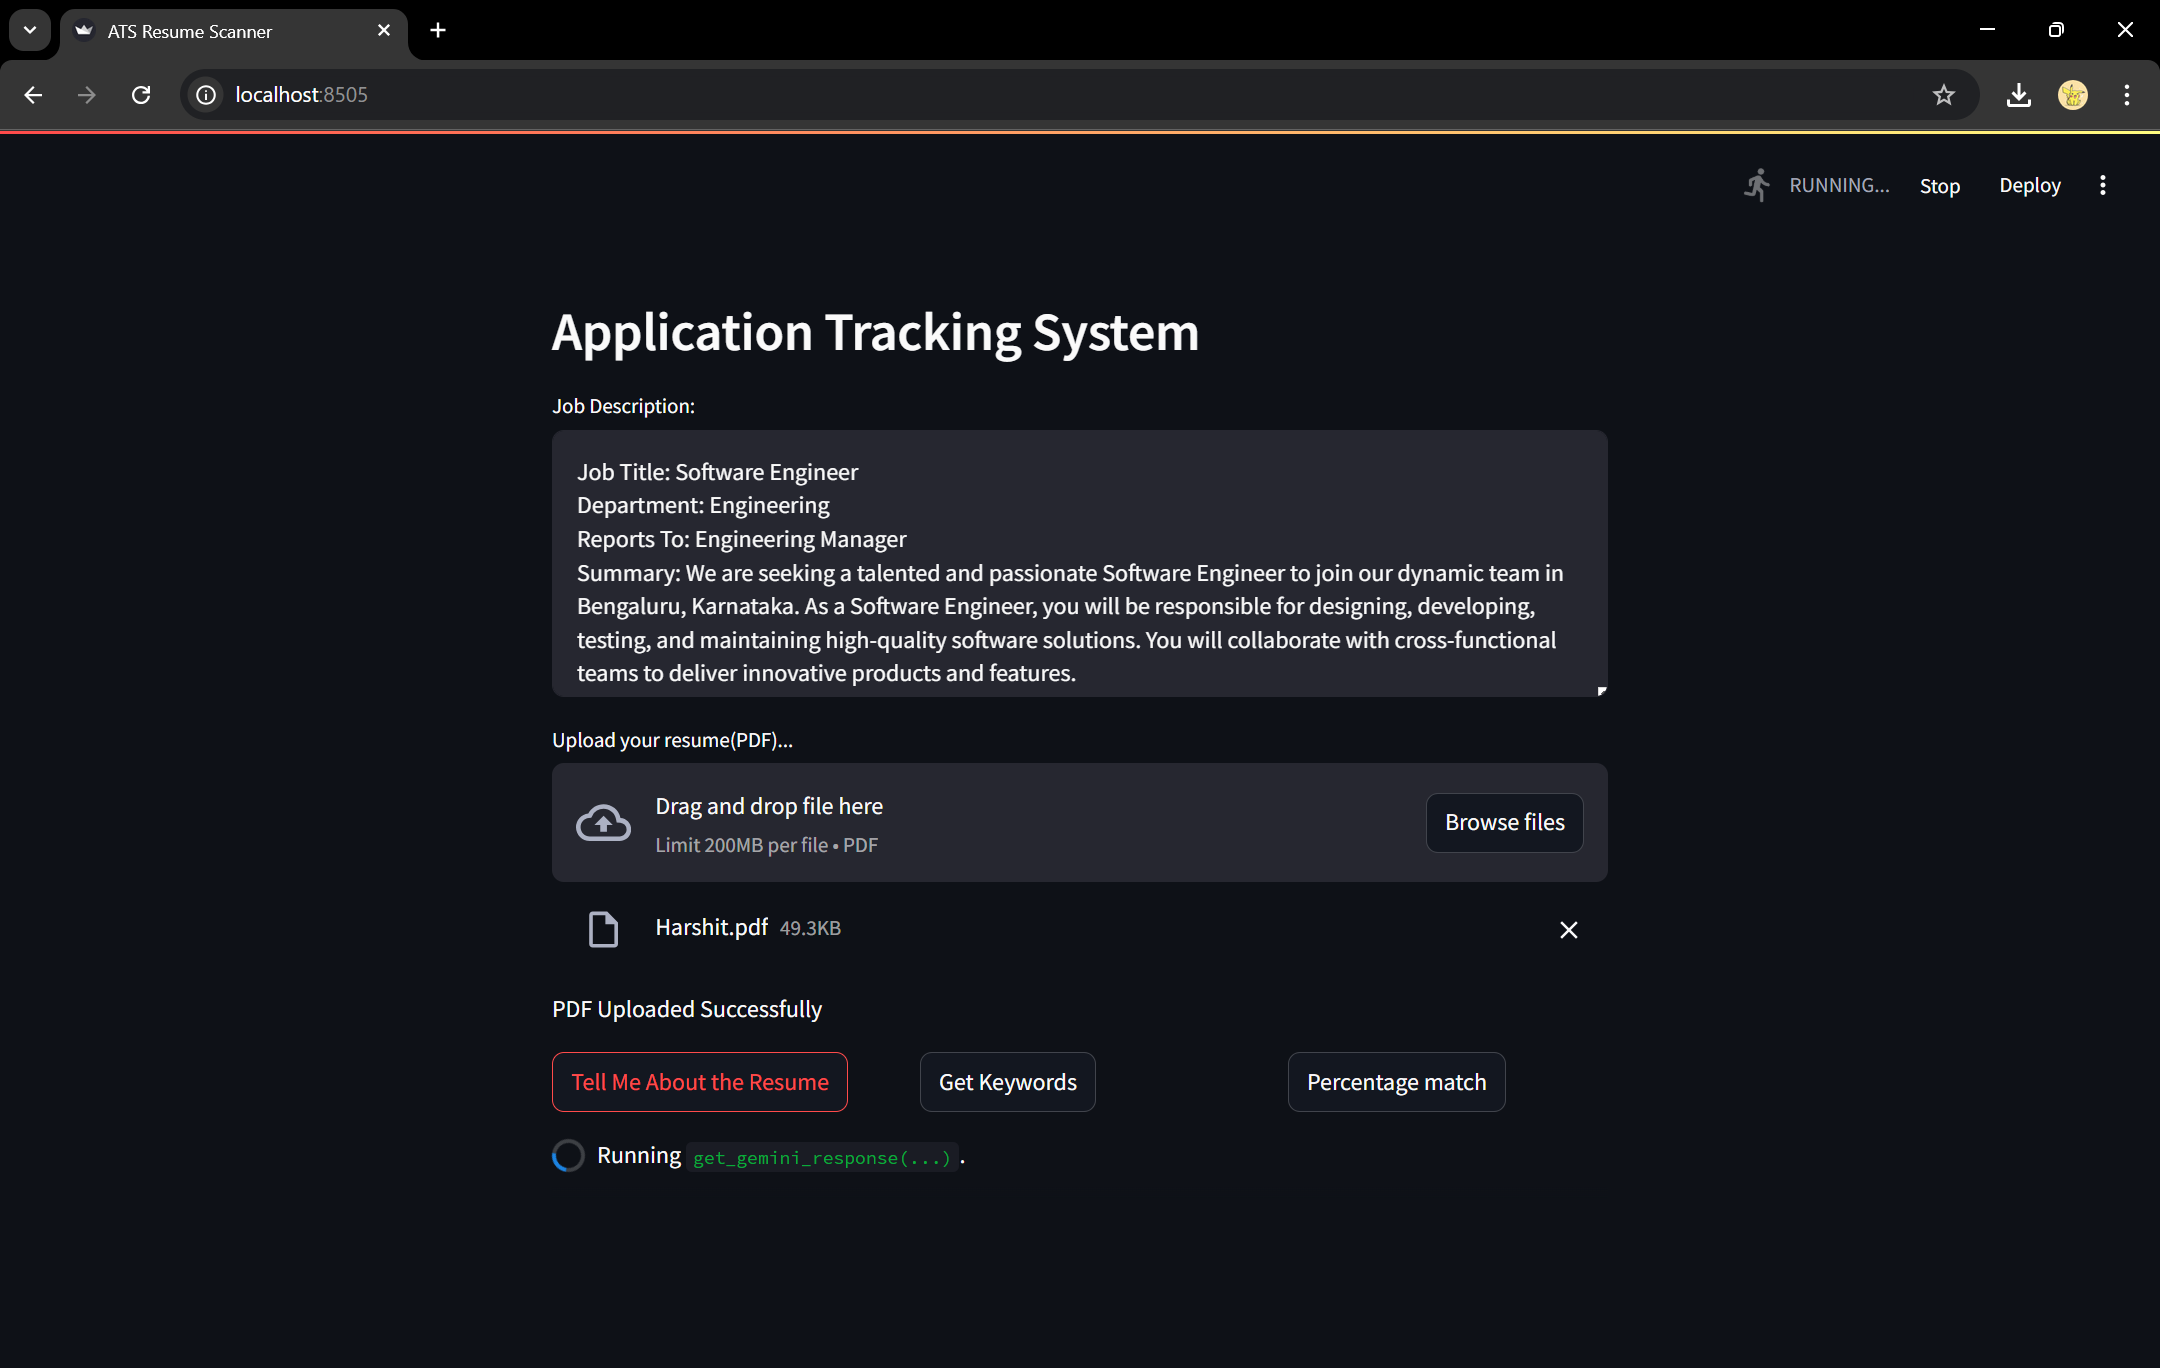 ATS Resume Scanner
localhost:8505
RUNNING...
Stop
Deploy
Application Tracking System
Job Description:
Job Title: Software Engineer
Department: Engineering
Reports To: Engineering Manager
Summary: We are seeking a talented and passionate Software Engineer to join our dynamic team in
Bengaluru, Karnataka. As a Software Engineer, you will be responsible for designing, developing,
testing, and maintaining high-quality software solutions. You will collaborate with cross-functional
teams to deliver innovative products and features.
Upload your resume(PDF)...
Drag and drop file here
Limit 200MB per file • PDF
Browse files
Harshit.pdf 49.3KB
PDF Uploaded Successfully
Tell Me About the Resume
Get Keywords
Percentage match
Running get_gemini_response(...).